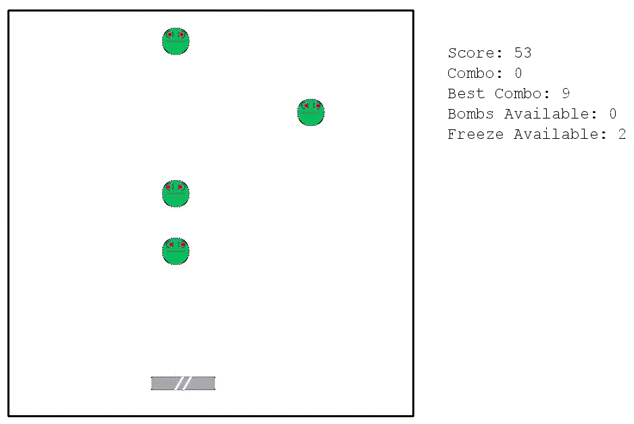 Score: 53
Combo: 0
Best Combo: 9
Bombs Available: 0
Freeze Available: 2